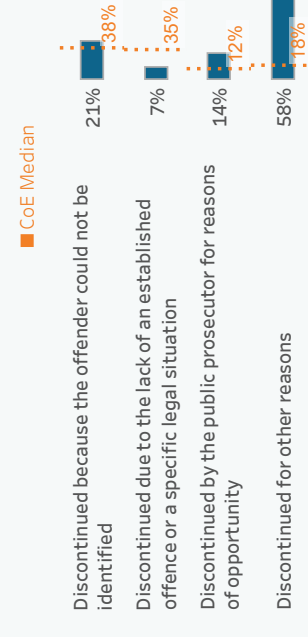 CoE Median
Discontinued because the offender could not be
identified
21%
38%
Discontinued due to the lack of an established
offence or a specific legal situation
7%
35%
Discontinued by the public prosecutor for reasons
of opportunity
14%
12%
Discontinued for other reasons
58%
18%